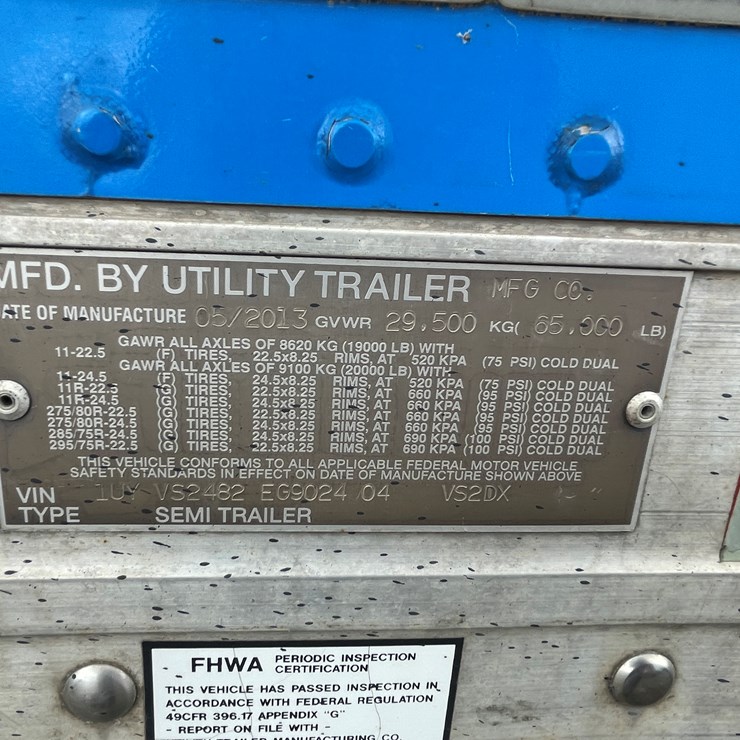 MFD. BY UTILITY TRAILER MFG CO.
ATE OF MANUFACTURE 05/2013 GVWR 29,500 KG( 65,000 LB)
GAWR ALL AXLES OF 8620 KG (19000 LB) WITH
11-22.5 (F) TIRES, 22.5x8.25 RIMS, AT 520 KPA (75 PSI) COLD DUAL
GAWR ALL AXLES OF 9100 KG (20000 LB) WITH
11-24.5 (F) TIRES, 24.5x8.25 RIMS, AT 520 KPA (75 PSI) COLD DUAL
11R-22.5 (G) TIRES, 22.5x8.25 RIMS, AT 660 KPA (95 PSI) COLD DUAL
11R-24.5 (G) TIRES, 24.5x8.25 RIMS, AT 660 KPA (95 PSI) COLD DUAL
275/80R-22.5 (G) TIRES, 22.5x8.25 RIMS, AT 660 KPA (95 PSI) COLD DUAL
275/80R-24.5 (G) TIRES, 24.5x8.25 RIMS, AT 660 KPA (95 PSI) COLD DUAL
285/75R-24.5 (G) TIRES, 24.5x8.25 RIMS, AT 690 KPA (100 PSI) COLD DUAL
295/75R-22.5 (G) TIRES, 22.5x8.25 RIMS, AT 690 KPA (100 PSI) COLD DUAL
THIS VEHICLE CONFORMS TO ALL APPLICABLE FEDERAL MOTOR VEHICLE
SAFETY STANDARDS IN EFFECT ON DATE OF MANUFACTURE SHOWN ABOVE
VIN 1UY VS2482 EG9024704 VS2DX
TYPE SEMI TRAILER
FHWA PERIODIC INSPECTION
CERTIFICATION
THIS VEHICLE HAS PASSED INSPECTION IN
ACCORDANCE WITH FEDERAL REGULATION
49CFR 396.17 APPENDIX "G"
- REPORT ON FILE WITH -
UTILITY TRAILER MANUFACTURING CO.